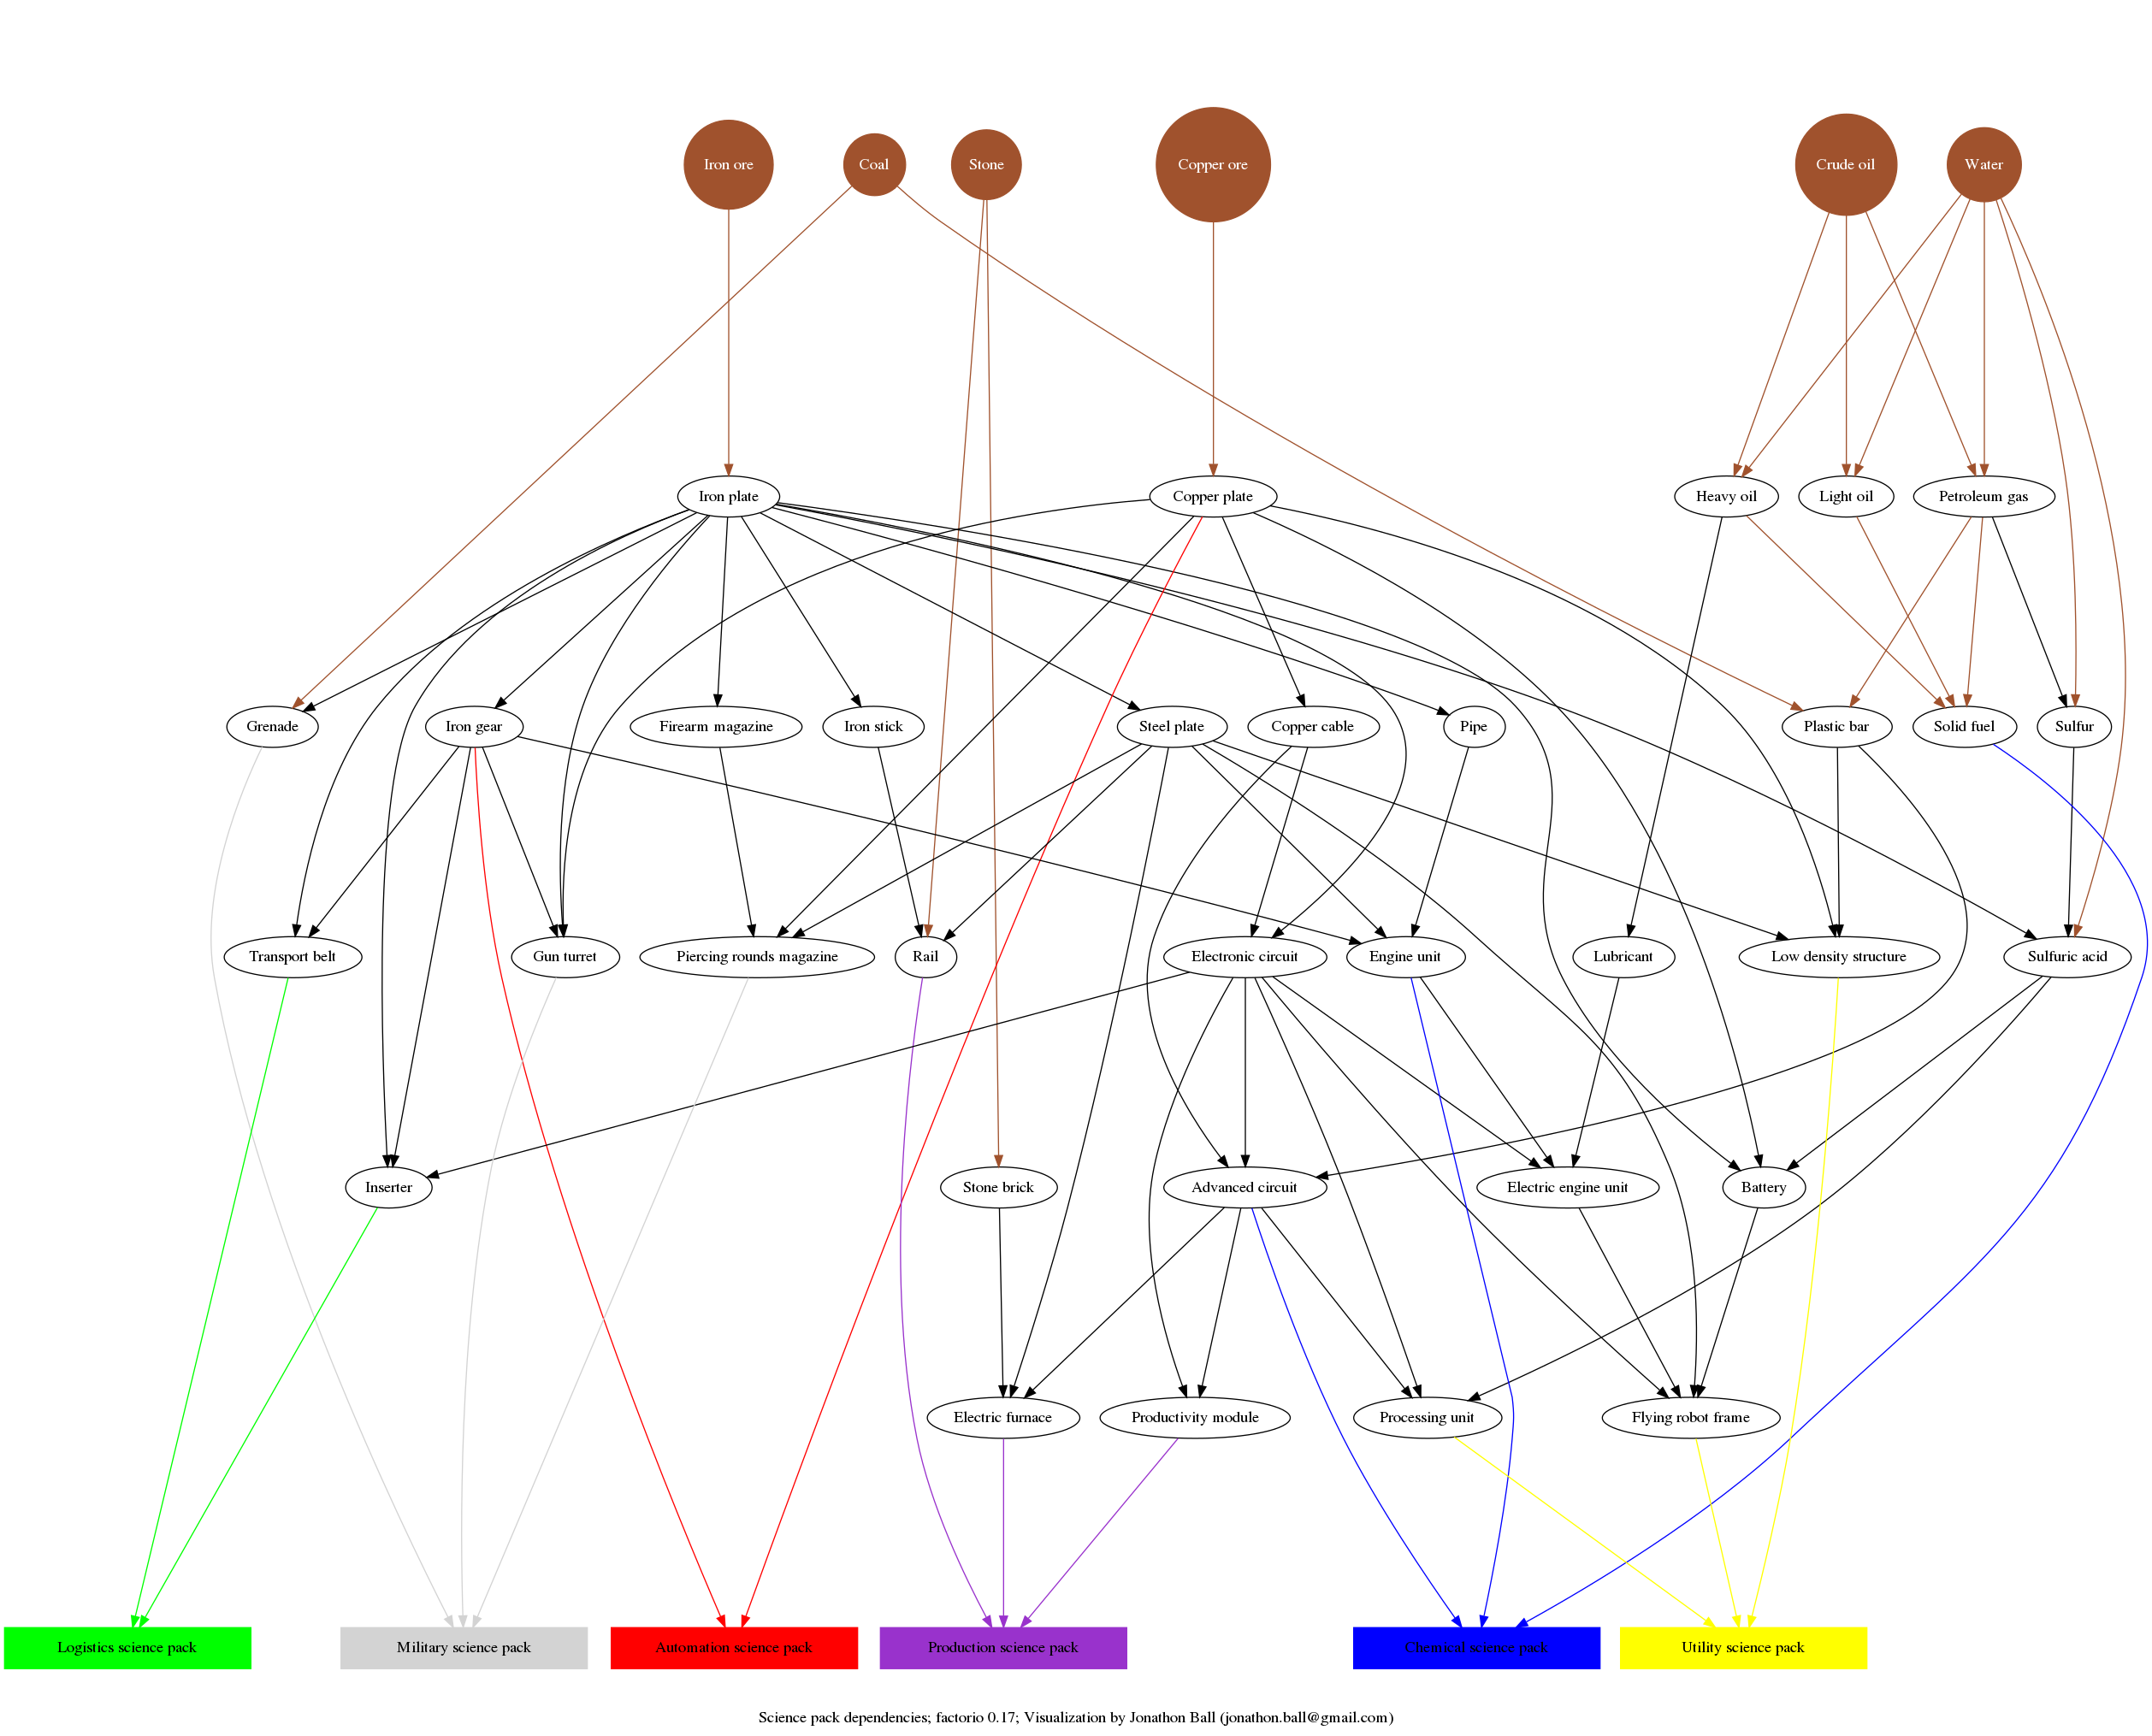 Iron ore
Coal
Stone
Copper ore
Crude oil
Water
Iron plate
Copper plate
Heavy oil
Light oil
Petroleum gas
Grenade
Iron gear
Firearm magazine
Iron stick
Steel plate
Copper cable
Pipe
Plastic bar
Solid fuel
Sulfur
Transport belt
Gun turret
Piercing rounds magazine
Rail
Electronic circuit
Engine unit
Lubricant
Low density structure
Sulfuric acid
Inserter
Stone brick
Advanced circuit
Electric engine unit
Battery
Electric furnace
Productivity module
Processing unit
Flying robot frame
Logistics science pack
Military science pack
Automation science pack
Production science pack
Chemical science pack
Utility science pack
Science pack dependencies; factorio 0.17; Visualization by Jonathon Ball (jonathon.ball@gmail.com)